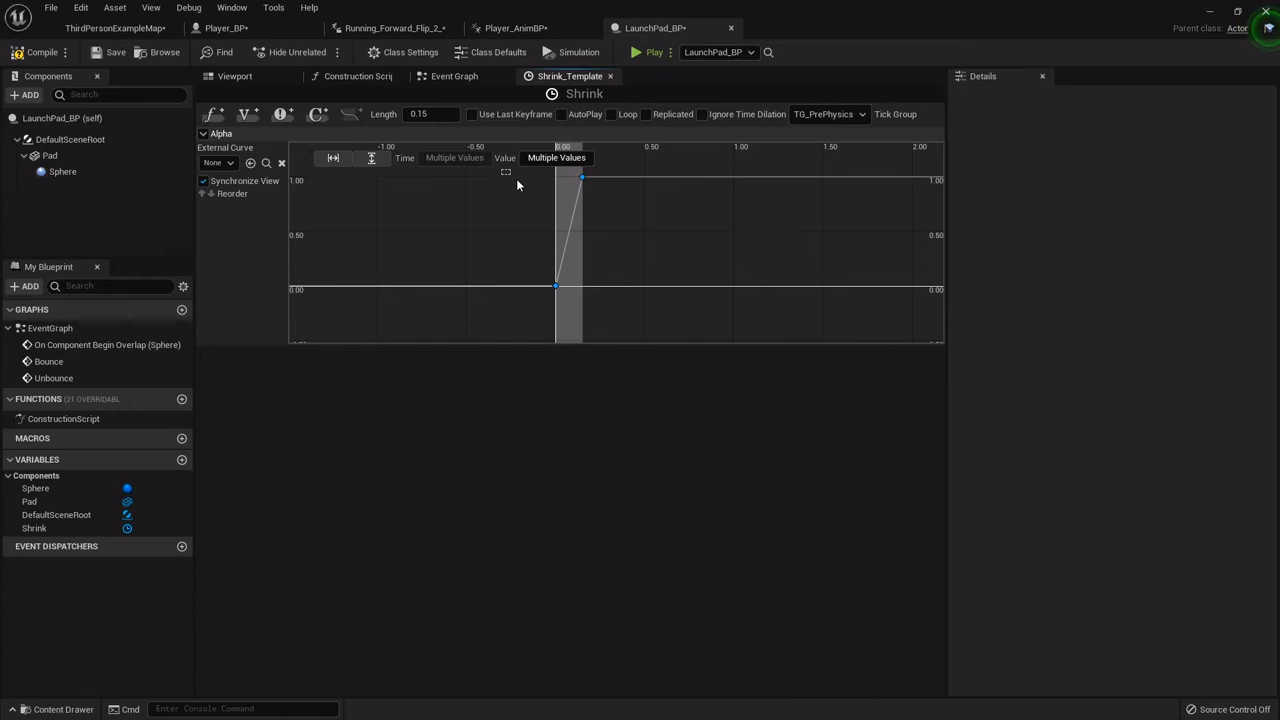 File Edit Asset View Debug Window Tools Help
ThirdPersonExampleMap* Player_BP* Running_Forward_Flip_2_* Player_AnimBP* LaunchPad_BP* Parent class: Actor
Compile Save Browse Find Hide Unrelated Class Settings Class Defaults Simulation Play LaunchPad_BP
Components Viewport Construction Scrip Event Graph Shrink_Template Details
ADD Search Shrink
Length 0.15 Use Last Keyframe AutoPlay Loop Replicated Ignore Time Dilation TG_PrePhysics Tick Group
LaunchPad_BP (self)
Alpha
DefaultSceneRoot
Pad
Sphere
External Curve
None
Synchronize View
Reorder
-1.00 -0.50 0.00 0.50 1.00 1.50 2.00
Time Multiple Values Value Multiple Values
1.00 1.00
0.50 0.50
0.00 0.00
My Blueprint
ADD Search
GRAPHS
EventGraph
On Component Begin Overlap (Sphere)
Bounce
Unbounce
FUNCTIONS (21 OVERRIDABL
ConstructionScript
MACROS
VARIABLES
Components
Sphere
Pad
DefaultSceneRoot
Shrink
EVENT DISPATCHERS
Content Drawer Cmd Enter Console Command Source Control Off